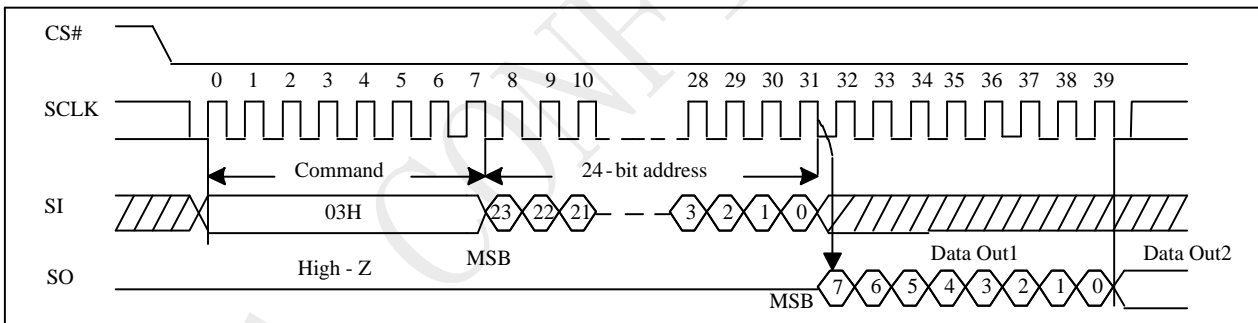 CS#
0 1 2 3 4 5 6 7 8 9 10 28 29 30 31 32 33 34 35 36 37 38 39
SCLK
Command 24-bit address
SI 03H 23 22 21 3 2 1 0
MSB Data Out1 Data Out2
High - Z
SO 7 6 5 4 3 2 1 0
MSB